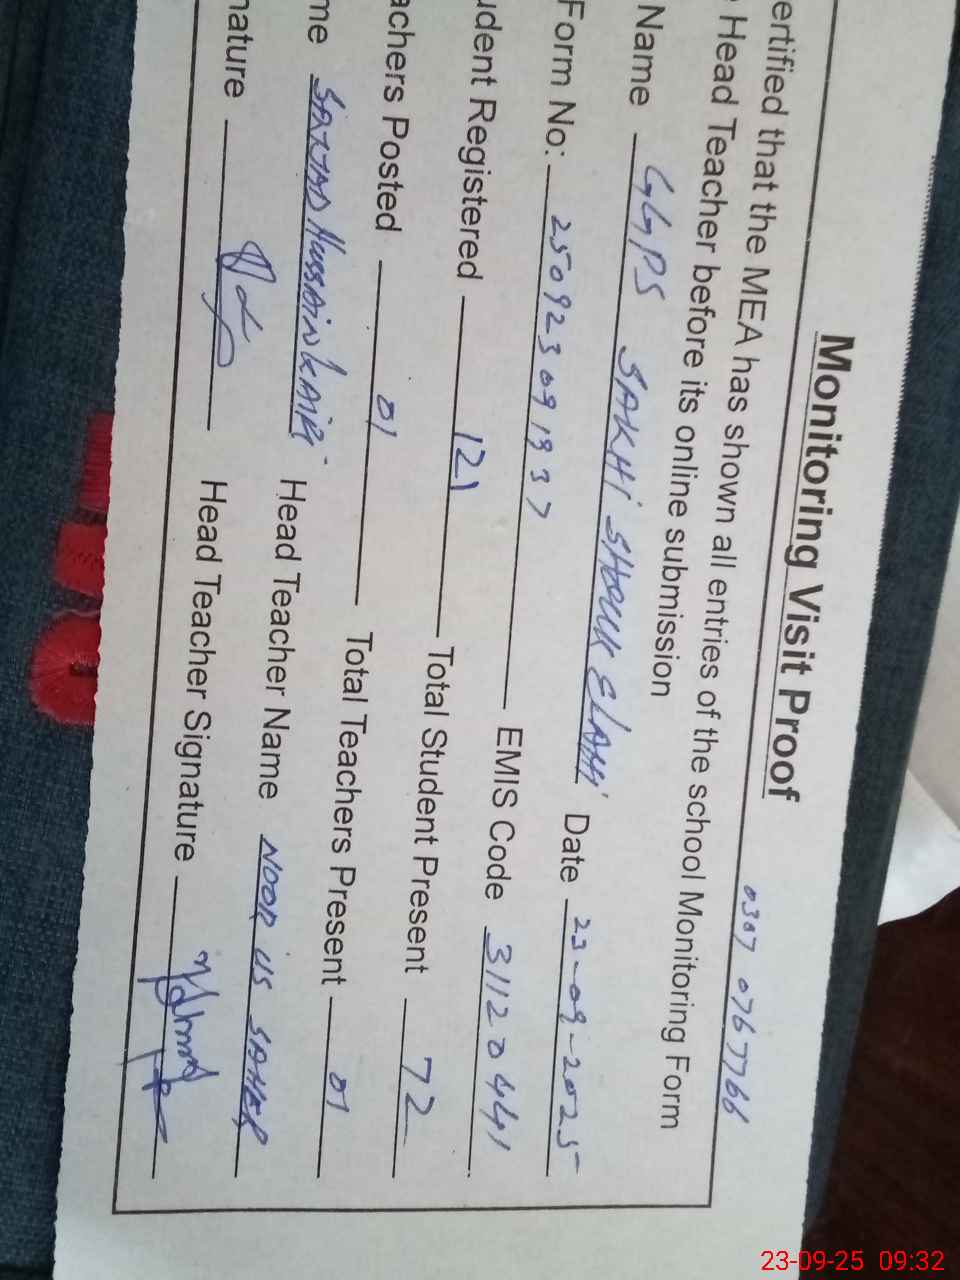 Monitoring Visit Proof
0307 0767766
ertified that the MEA has shown all entries of the school Monitoring Form
Head Teacher before its online submission
Name GGPS SAKHI SHOUK ELAHI Date 23-09-2025
Form No: 250923091937 EMIS Code 31120441
udent Registered 121 Total Student Present 72
achers Posted 01 Total Teachers Present 01
me SAJJAD HUSSAIN Head Teacher Name NOOR US SAHER
nature Head Teacher Signature
23-09-25 09:32